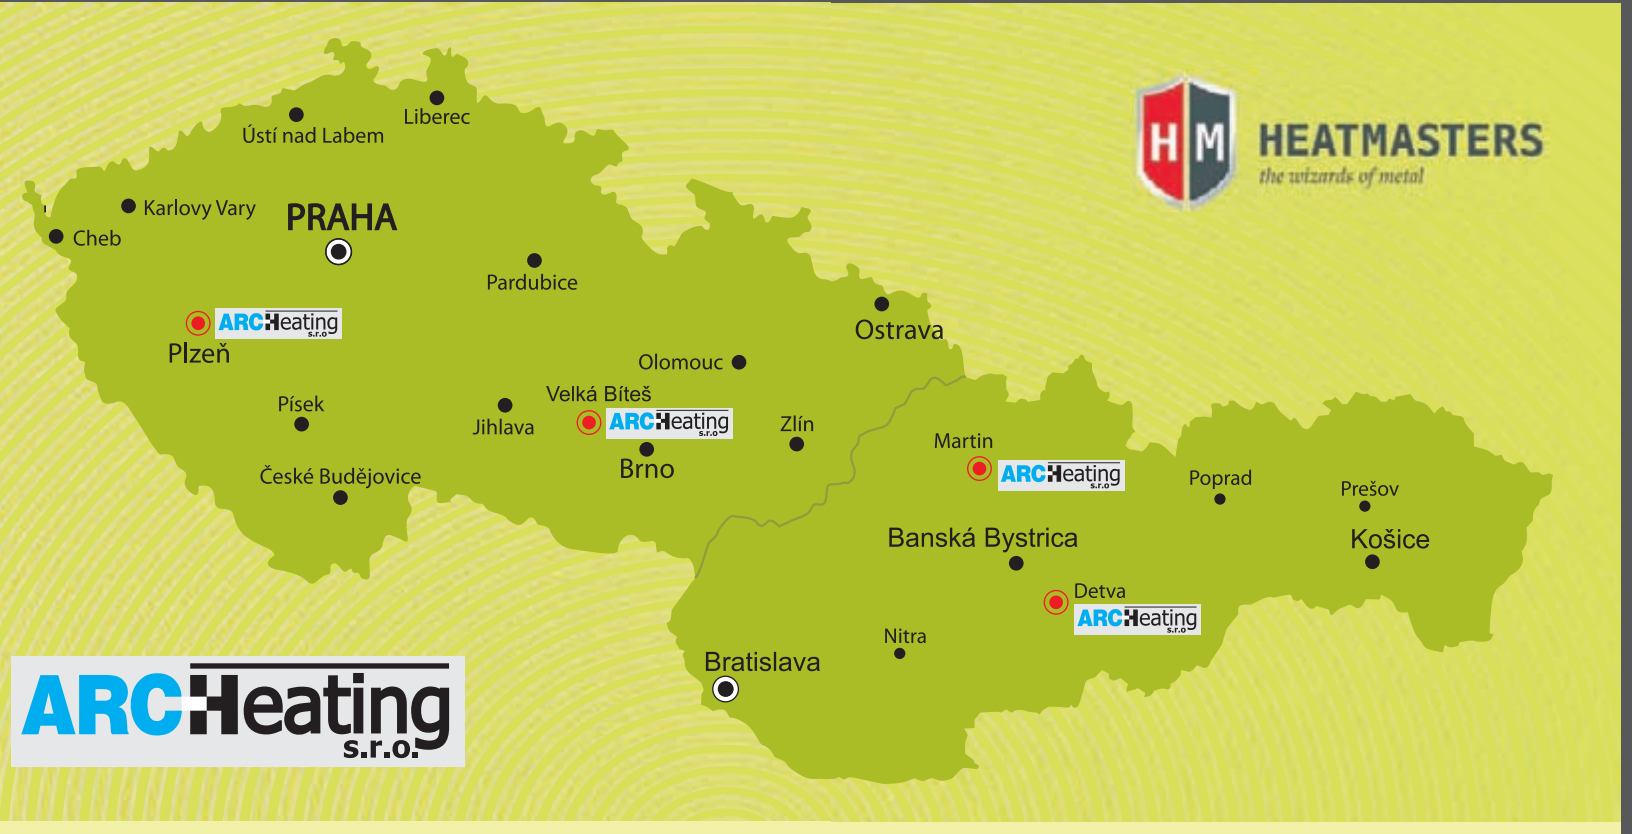 Liberec
Ústí nad Labem
HM
HEATMASTERS
the wizards of metal
Karlovy Vary
PRAHA
Cheb
Pardubice
ARCHeating
s.r.o
Plzeň
Ostrava
Olomouc
Velká Bíteš
Písek
Jihlava
ARCHeating
s.r.o
Zlín
Brno
Martin
České Budějovice
ARCHeating
s.r.o
Poprad
Prešov
Banská Bystrica
Košice
Detva
ARCHeating
s.r.o
Nitra
Bratislava
ARCHeating
s.r.o.